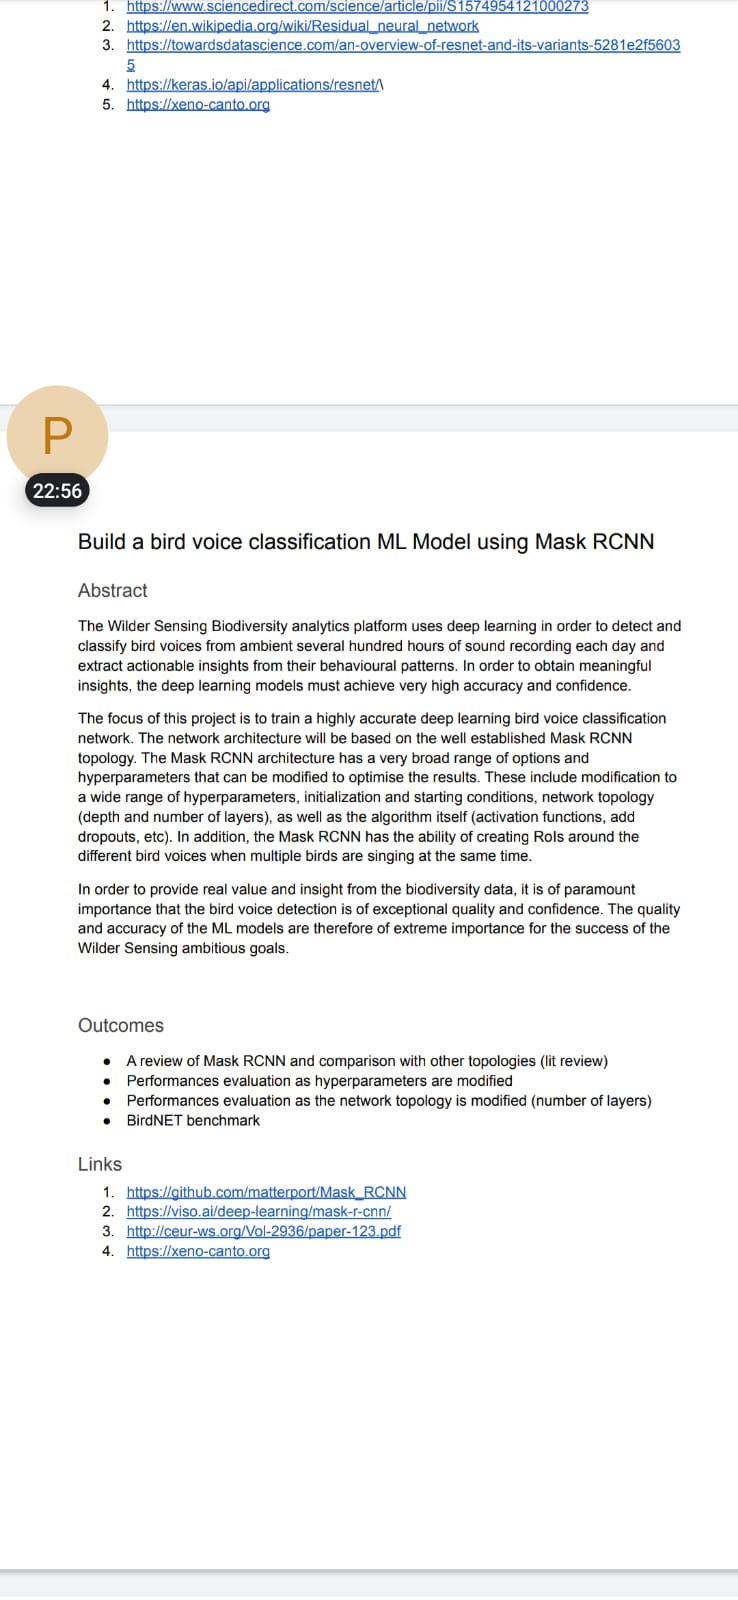 1. https://www.sciencedirect.com/science/article/pii/S1574954121000273
2. https://en.wikipedia.org/wiki/Residual_neural_network
3. https://towardsdatascience.com/an-overview-of-resnet-and-its-variants-5281e2f5603
5
4. https://keras.io/api/applications/resnet/\
5. https://xeno-canto.org
P
22:56
Build a bird voice classification ML Model using Mask RCNN
Abstract
The Wilder Sensing Biodiversity analytics platform uses deep learning in order to detect and
classify bird voices from ambient several hundred hours of sound recording each day and
extract actionable insights from their behavioural patterns. In order to obtain meaningful
insights, the deep learning models must achieve very high accuracy and confidence.
The focus of this project is to train a highly accurate deep learning bird voice classification
network. The network architecture will be based on the well established Mask RCNN
topology. The Mask RCNN architecture has a very broad range of options and
hyperparameters that can be modified to optimise the results. These include modification to
a wide range of hyperparameters, initialization and starting conditions, network topology
(depth and number of layers), as well as the algorithm itself (activation functions, add
dropouts, etc). In addition, the Mask RCNN has the ability of creating RoIs around the
different bird voices when multiple birds are singing at the same time.
In order to provide real value and insight from the biodiversity data, it is of paramount
importance that the bird voice detection is of exceptional quality and confidence. The quality
and accuracy of the ML models are therefore of extreme importance for the success of the
Wilder Sensing ambitious goals.
Outcomes
• A review of Mask RCNN and comparison with other topologies (lit review)
• Performances evaluation as hyperparameters are modified
• Performances evaluation as the network topology is modified (number of layers)
• BirdNET benchmark
Links
1. https://github.com/matterport/Mask_RCNN
2. https://viso.ai/deep-learning/mask-r-cnn/
3. http://ceur-ws.org/Vol-2936/paper-123.pdf
4. https://xeno-canto.org